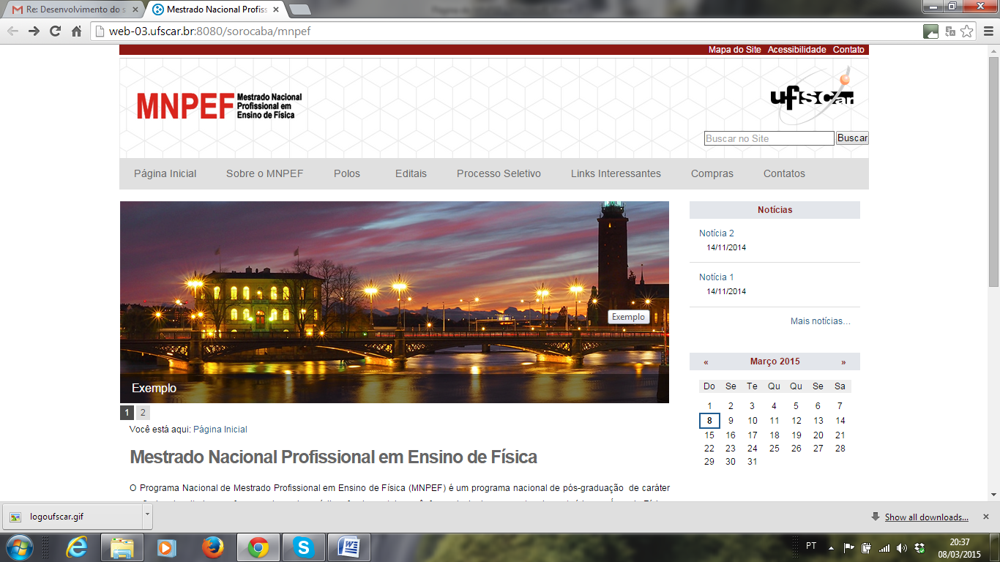 Re: Desenvolvimento do s
Mestrado Nacional Profiss
web-03.ufscar.br:8080/sorocaba/mnpef
Mapa do Site Acessibilidade Contato
MNPEF Mestrado Nacional
Profissional em
Ensino de Física
ufscar
Buscar no Site Buscar
Página Inicial Sobre o MNPEF Polos Editais Processo Seletivo Links Interessantes Compras Contatos
Exemplo
Exemplo
1 2
Você está aqui: Página Inicial
Mestrado Nacional Profissional em Ensino de Física
O Programa Nacional de Mestrado Profissional em Ensino de Física (MNPEF) é um programa nacional de pós-graduação de caráter
Notícias
Notícia 2
14/11/2014
Notícia 1
14/11/2014
Mais notícias…
« Março 2015 »
Do Se Te Qu Qu Se Sa
1 2 3 4 5 6 7
8 9 10 11 12 13 14
15 16 17 18 19 20 21
22 23 24 25 26 27 28
29 30 31
logoufscar.gif
Show all downloads...
PT
20:37
08/03/2015